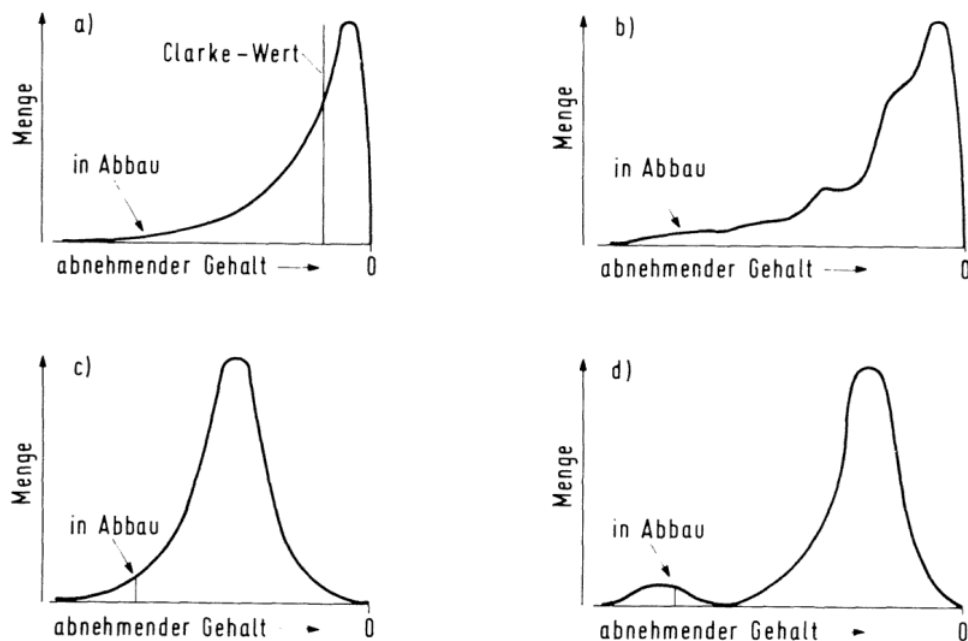 a)
Clarke-Wert
Menge
in Abbau
abnehmender Gehalt
0
b)
Menge
in Abbau
abnehmender Gehalt
0
c)
Menge
in Abbau
abnehmender Gehalt
0
d)
Menge
in Abbau
abnehmender Gehalt
0